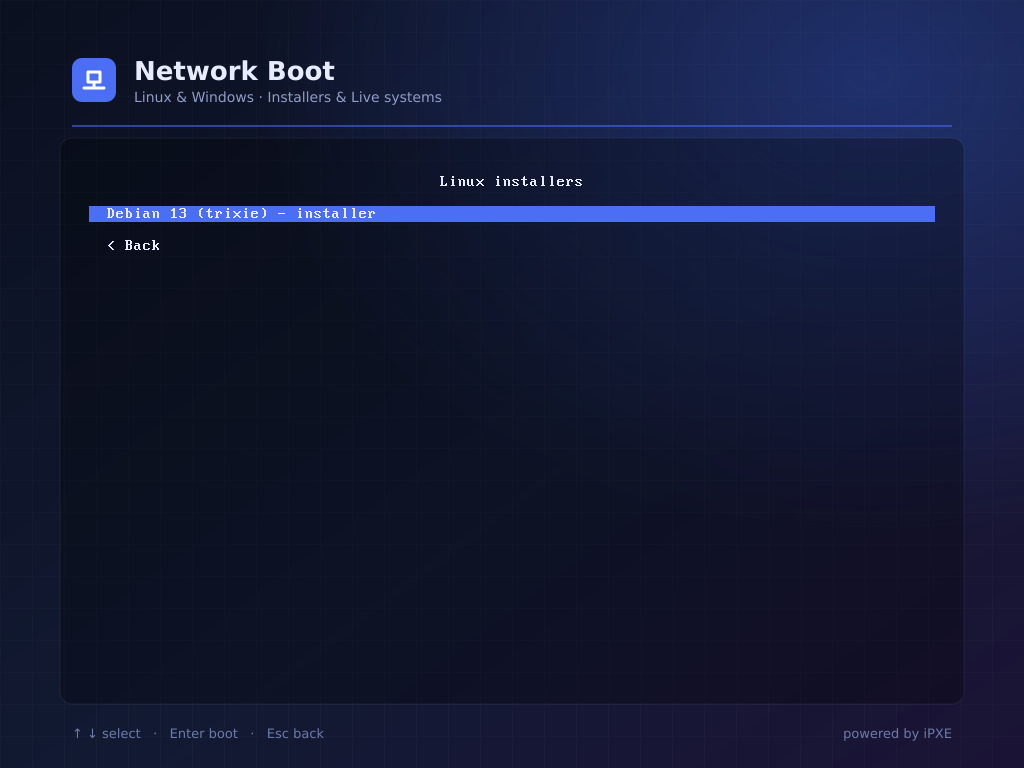 Network Boot
Linux & Windows · Installers & Live systems
Linux installers
Debian 13 (trixie) - installer
< Back
↑ ↓ select · Enter boot · Esc back
powered by iPXE